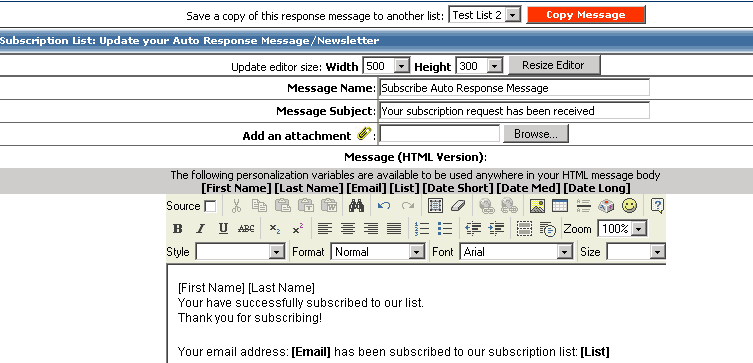 Save a copy of this response message to another list: Test List 2 Copy Message
Subscription List: Update your Auto Response Message/Newsletter
Update editor size: Width 500 Height 300 Resize Editor
Message Name: Subscribe Auto Response Message
Message Subject: Your subscription request has been received
Add an attachment : Browse...
Message (HTML Version):
The following personalization variables are available to be used anywhere in your HTML message body
[First Name] [Last Name] [Email] [List] [Date Short] [Date Med] [Date Long]
Source
B I U ABC X2 X2 Zoom 100%
Style Format Normal Font Arial Size
[First Name] [Last Name]
Your have successfully subscribed to our list.
Thank you for subscribing!
Your email address: [Email] has been subscribed to our subscription list: [List]